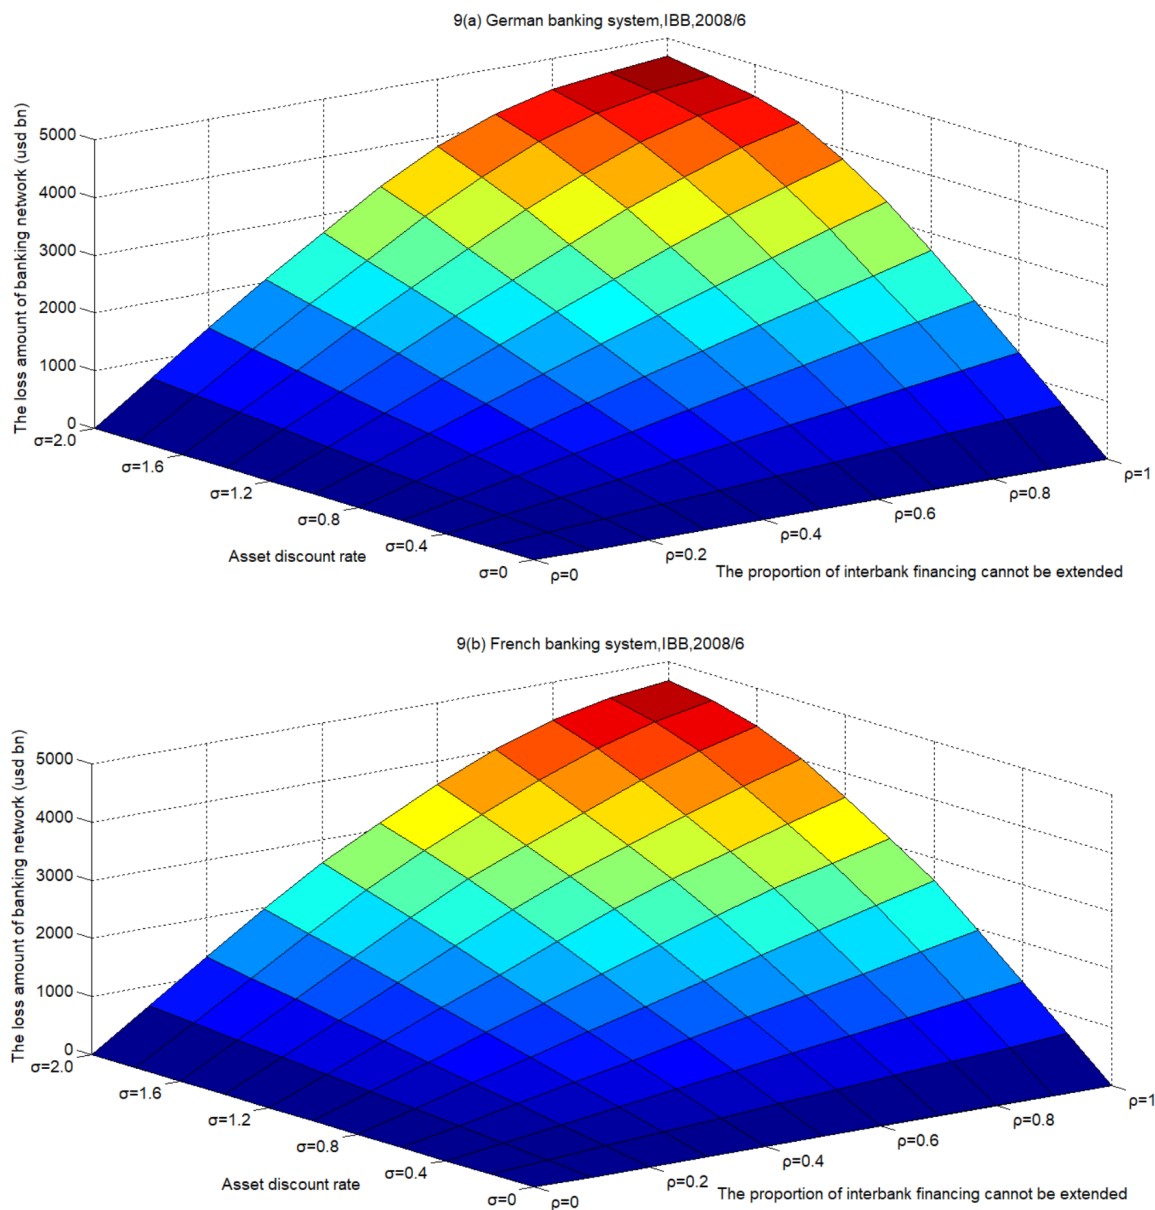 9(a) German banking system,IBB,2008/6
The loss amount of banking network (usd bn)
5000
4000
3000
2000
1000
0
σ=2.0
σ=1.6
σ=1.2
σ=0.8
σ=0.4
σ=0
Asset discount rate
ρ=0
ρ=0.2
ρ=0.4
ρ=0.6
ρ=0.8
ρ=1
The proportion of interbank financing cannot be extended
9(b) French banking system,IBB,2008/6
The loss amount of banking network (usd bn)
5000
4000
3000
2000
1000
0
σ=2.0
σ=1.6
σ=1.2
σ=0.8
σ=0.4
σ=0
Asset discount rate
ρ=0
ρ=0.2
ρ=0.4
ρ=0.6
ρ=0.8
ρ=1
The proportion of interbank financing cannot be extended